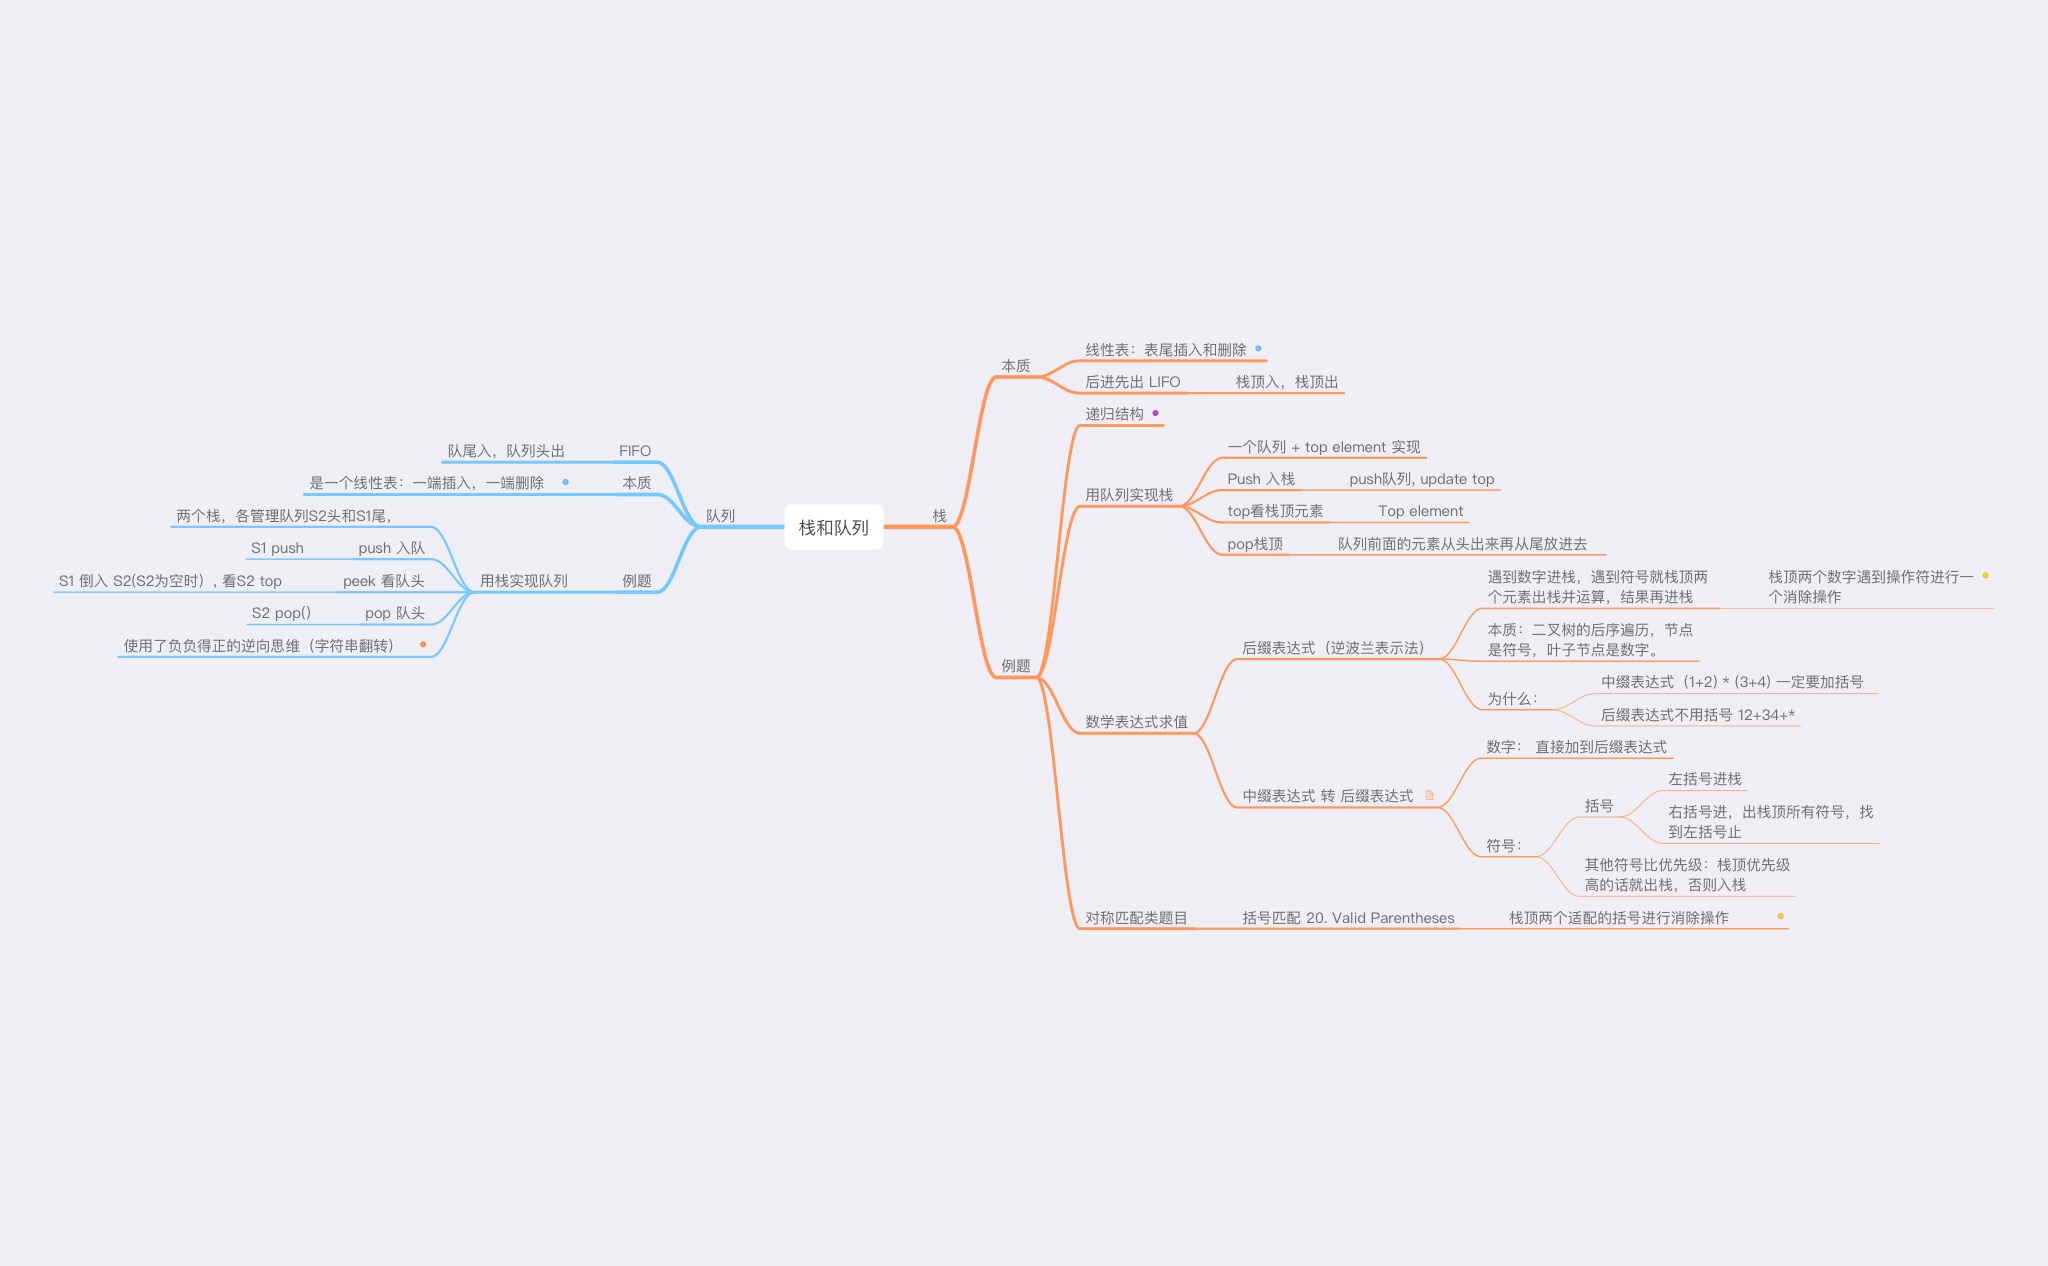 栈和队列
队列
FIFO
队尾入，队列头出
本质
是一个线性表：一端插入，一端删除
例题
用栈实现队列
两个栈，各管理队列S2头和S1尾，
push 入队
S1 push
peek 看队头
S1 倒入 S2(S2为空时）, 看S2 top
pop 队头
S2 pop()
使用了负负得正的逆向思维（字符串翻转）
栈
本质
线性表：表尾插入和删除
后进先出 LIFO
栈顶入，栈顶出
例题
递归结构
用队列实现栈
一个队列 + top element 实现
Push 入栈
push队列, update top
top看栈顶元素
Top element
pop栈顶
队列前面的元素从头出来再从尾放进去
数学表达式求值
后缀表达式（逆波兰表示法）
遇到数字进栈，遇到符号就栈顶两
个元素出栈并运算，结果再进栈
栈顶两个数字遇到操作符进行一
个消除操作
本质：二叉树的后序遍历，节点
是符号，叶子节点是数字。
为什么：
中缀表达式（1+2) * (3+4) 一定要加括号
后缀表达式不用括号 12+34+*
中缀表达式 转 后缀表达式
数字： 直接加到后缀表达式
符号：
括号
左括号进栈
右括号进，出栈顶所有符号，找
到左括号止
其他符号比优先级：栈顶优先级
高的话就出栈，否则入栈
对称匹配类题目
括号匹配 20. Valid Parentheses
栈顶两个适配的括号进行消除操作